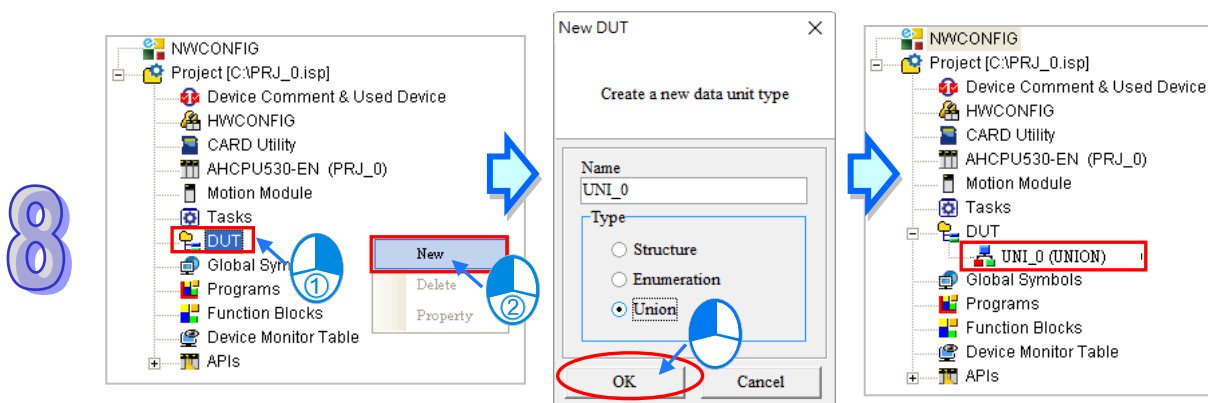 8
NWCONFIG
Project [C:\PRJ_0.isp]
Device Comment & Used Device
HWCONFIG
CARD Utility
AHCPU530-EN (PRJ_0)
Motion Module
Tasks
DUT
Global Sym
Programs
Function Blocks
Device Monitor Table
APIs
①
New
Delete
Property
②
New DUT
Create a new data unit type
Name
UNI_0
Type
Structure
Enumeration
Union
OK
Cancel
NWCONFIG
Project [C:\PRJ_0.isp]
Device Comment & Used Device
HWCONFIG
CARD Utility
AHCPU530-EN (PRJ_0)
Motion Module
Tasks
DUT
UNI_0 (UNION)
Global Symbols
Programs
Function Blocks
Device Monitor Table
APIs